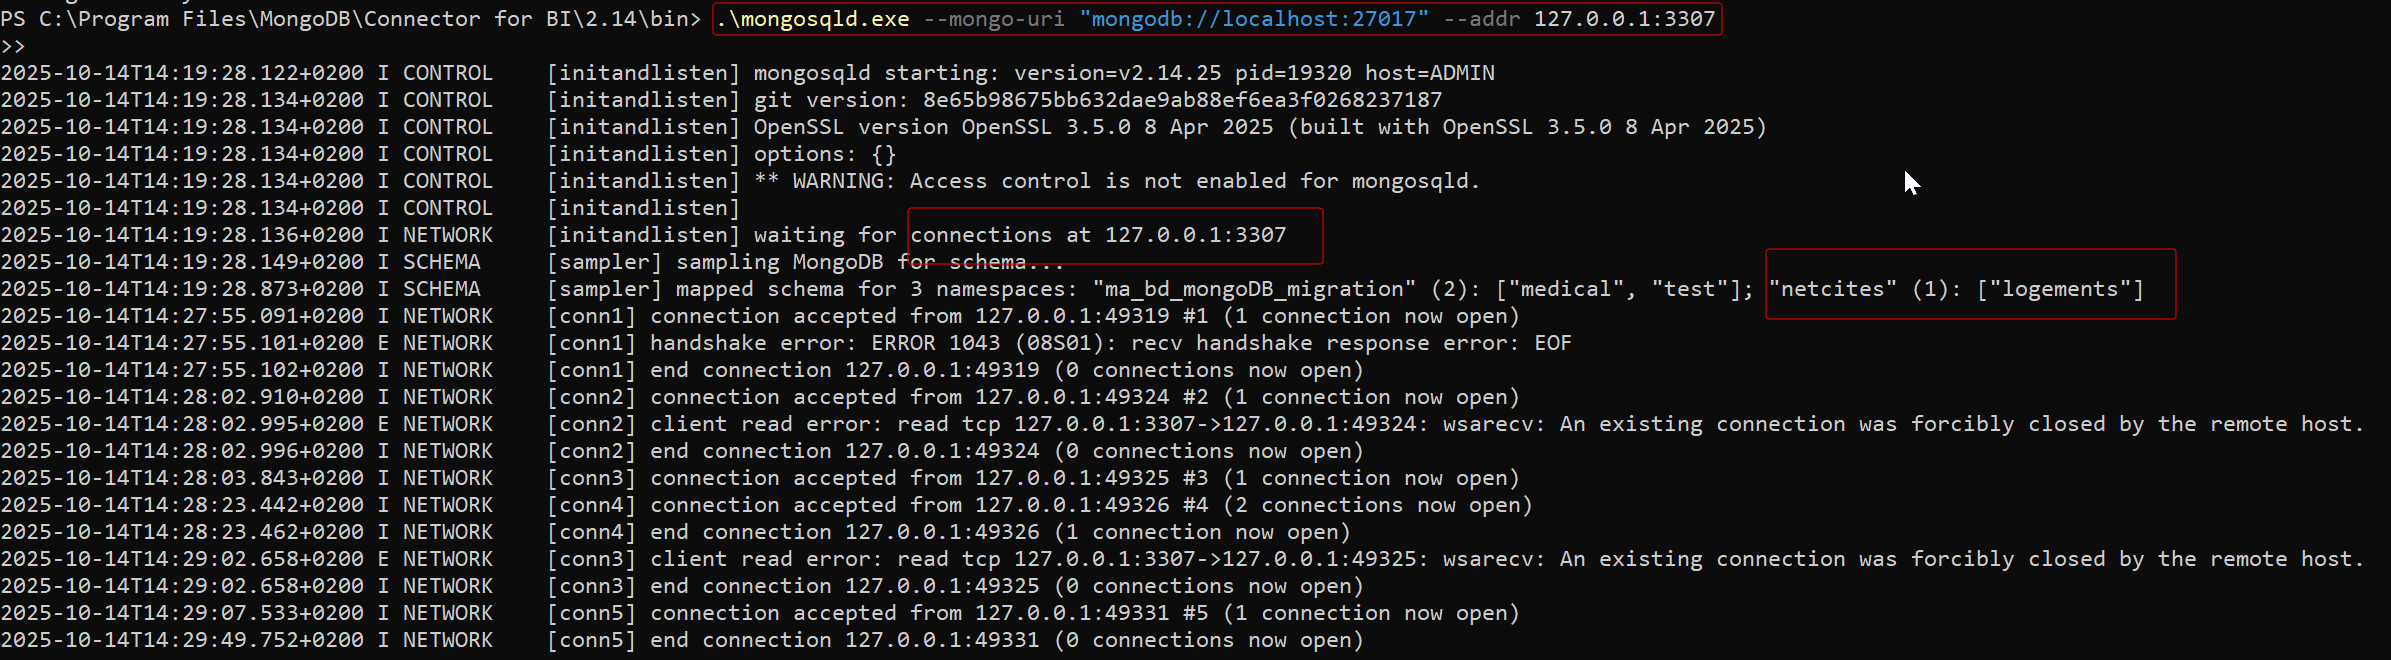 PS C:\Program Files\MongoDB\Connector for BI\2.14\bin> .\mongosqld.exe --mongo-uri "mongodb://localhost:27017" --addr 127.0.0.1:3307
>>
2025-10-14T14:19:28.122+0200 I CONTROL    [initandlisten] mongosqld starting: version=v2.14.25 pid=19320 host=ADMIN
2025-10-14T14:19:28.134+0200 I CONTROL    [initandlisten] git version: 8e65b98675bb632dae9ab88ef6ea3f0268237187
2025-10-14T14:19:28.134+0200 I CONTROL    [initandlisten] OpenSSL version OpenSSL 3.5.0 8 Apr 2025 (built with OpenSSL 3.5.0 8 Apr 2025)
2025-10-14T14:19:28.134+0200 I CONTROL    [initandlisten] options: {}
2025-10-14T14:19:28.134+0200 I CONTROL    [initandlisten] ** WARNING: Access control is not enabled for mongosqld.
2025-10-14T14:19:28.134+0200 I CONTROL    [initandlisten]
2025-10-14T14:19:28.136+0200 I NETWORK    [initandlisten] waiting for connections at 127.0.0.1:3307
2025-10-14T14:19:28.149+0200 I SCHEMA     [sampler] sampling MongoDB for schema...
2025-10-14T14:19:28.873+0200 I SCHEMA     [sampler] mapped schema for 3 namespaces: "ma_bd_mongoDB_migration" (2): ["medical", "test"]; "netcites" (1): ["logements"]
2025-10-14T14:27:55.091+0200 I NETWORK    [conn1] connection accepted from 127.0.0.1:49319 #1 (1 connection now open)
2025-10-14T14:27:55.101+0200 E NETWORK    [conn1] handshake error: ERROR 1043 (08S01): recv handshake response error: EOF
2025-10-14T14:27:55.102+0200 I NETWORK    [conn1] end connection 127.0.0.1:49319 (0 connections now open)
2025-10-14T14:28:02.910+0200 I NETWORK    [conn2] connection accepted from 127.0.0.1:49324 #2 (1 connection now open)
2025-10-14T14:28:02.995+0200 E NETWORK    [conn2] client read error: read tcp 127.0.0.1:3307->127.0.0.1:49324: wsarecv: An existing connection was forcibly closed by the remote host.
2025-10-14T14:28:02.996+0200 I NETWORK    [conn2] end connection 127.0.0.1:49324 (0 connections now open)
2025-10-14T14:28:03.843+0200 I NETWORK    [conn3] connection accepted from 127.0.0.1:49325 #3 (1 connection now open)
2025-10-14T14:28:23.442+0200 I NETWORK    [conn4] connection accepted from 127.0.0.1:49326 #4 (2 connections now open)
2025-10-14T14:28:23.462+0200 I NETWORK    [conn4] end connection 127.0.0.1:49326 (1 connection now open)
2025-10-14T14:29:02.658+0200 E NETWORK    [conn3] client read error: read tcp 127.0.0.1:3307->127.0.0.1:49325: wsarecv: An existing connection was forcibly closed by the remote host.
2025-10-14T14:29:02.658+0200 I NETWORK    [conn3] end connection 127.0.0.1:49325 (0 connections now open)
2025-10-14T14:29:07.533+0200 I NETWORK    [conn5] connection accepted from 127.0.0.1:49331 #5 (1 connection now open)
2025-10-14T14:29:49.752+0200 I NETWORK    [conn5] end connection 127.0.0.1:49331 (0 connections now open)